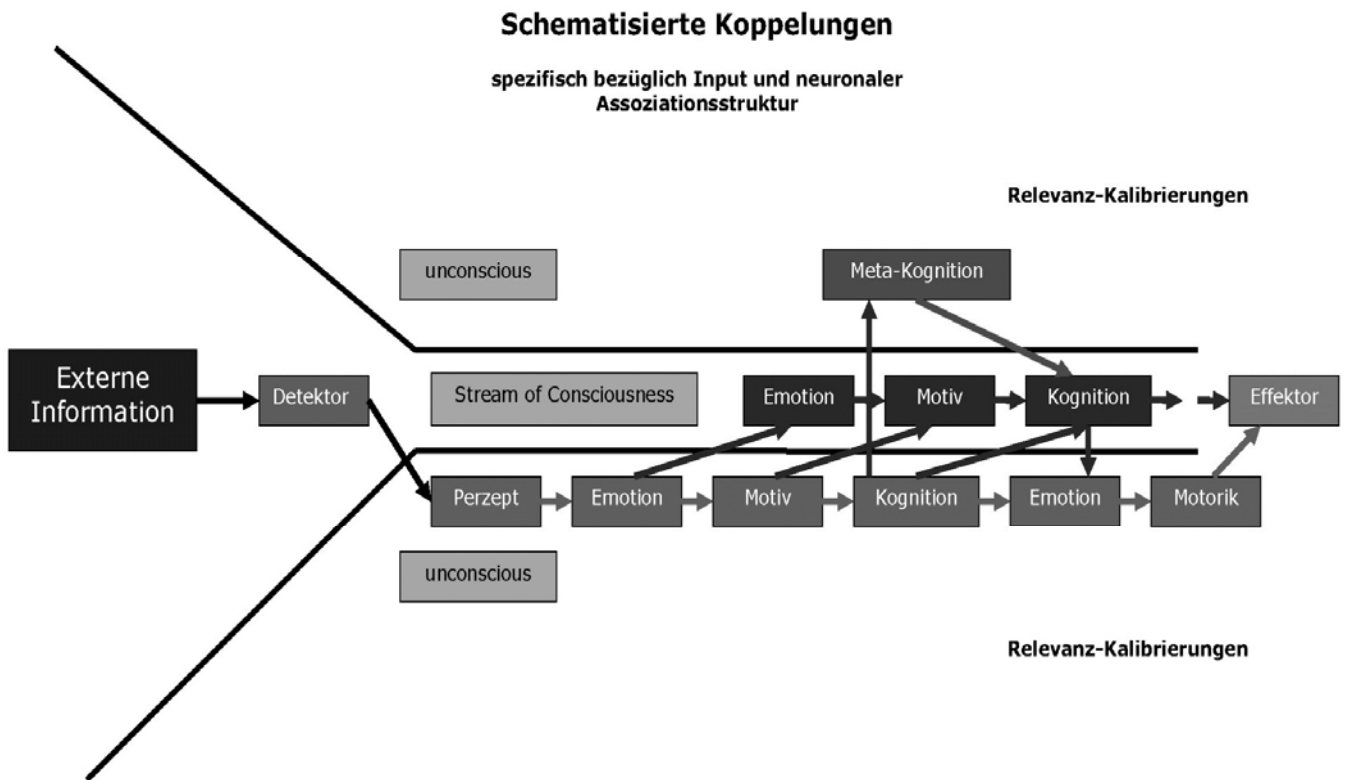 Schematisierte Koppelungen
spezifisch bezüglich Input und neuronaler
Assoziationsstruktur
Relevanz-Kalibrierungen
unconscious
Meta-Kognition
Externe
Information
Detektor
Stream of Consciousness
Emotion
Motiv
Kognition
Effektor
Perzept
Emotion
Motiv
Kognition
Emotion
Motorik
unconscious
Relevanz-Kalibrierungen